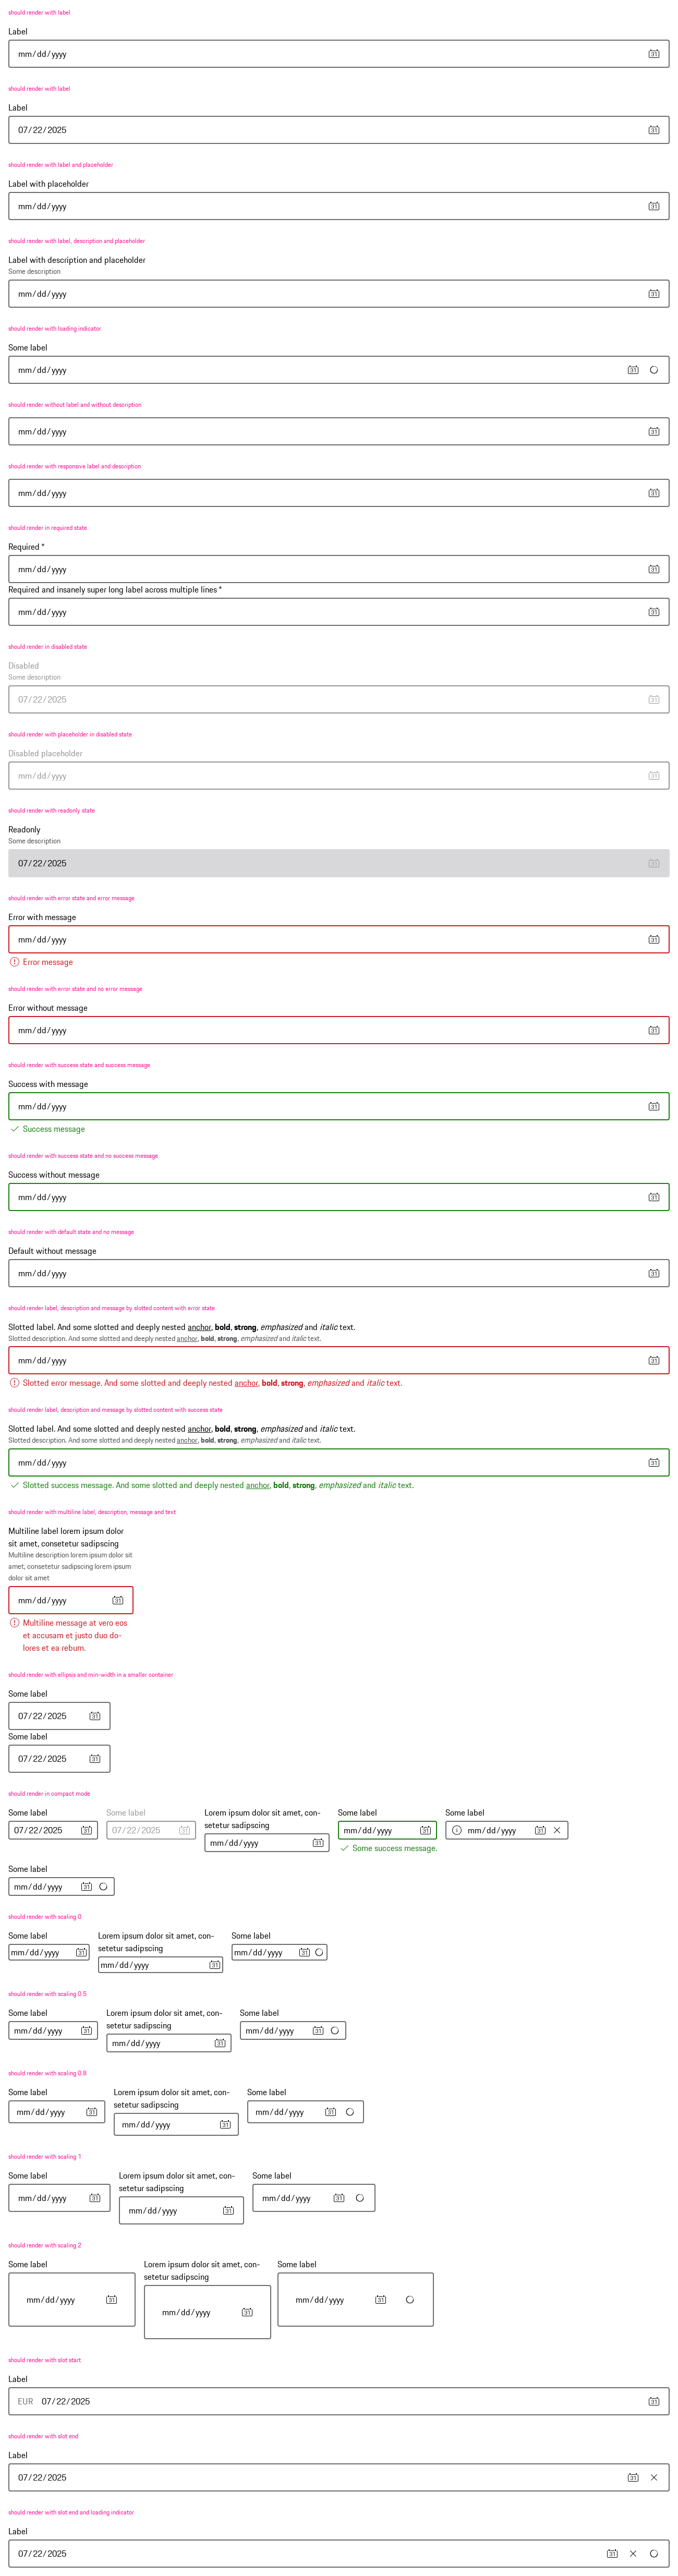 should render with label
Label
mm/dd/yyyy
should render with label
Label
07/22/2025
should render with label and placeholder
Label with placeholder
mm/dd/yyyy
should render with label, description and placeholder
Label with description and placeholder
Some description
mm/dd/yyyy
should render with loading indicator
Some label
mm/dd/yyyy
should render without label and without description
mm/dd/yyyy
should render with responsive label and description
mm/dd/yyyy
should render in required state
Required *
mm/dd/yyyy
Required and insanely super long label across multiple lines *
mm/dd/yyyy
should render in disabled state
Disabled
Some description
07/22/2025
should render with placeholder in disabled state
Disabled placeholder
mm/dd/yyyy
should render with readonly state
Readonly
Some description
07/22/2025
should render with error state and error message
Error with message
mm/dd/yyyy
Error message
should render with error state and no error message
Error without message
mm/dd/yyyy
should render with success state and success message
Success with message
mm/dd/yyyy
Success message
should render with success state and no success message
Success without message
mm/dd/yyyy
should render with default state and no message
Default without message
mm/dd/yyyy
should render label, description and message by slotted content with error state
Slotted label. And some slotted and deeply nested anchor, bold, strong, emphasized and italic text.
Slotted description. And some slotted and deeply nested anchor, bold, strong, emphasized and italic text.
mm/dd/yyyy
Slotted error message. And some slotted and deeply nested anchor, bold, strong, emphasized and italic text.
should render label, description and message by slotted content with success state
Slotted label. And some slotted and deeply nested anchor, bold, strong, emphasized and italic text.
Slotted description. And some slotted and deeply nested anchor, bold, strong, emphasized and italic text.
mm/dd/yyyy
Slotted success message. And some slotted and deeply nested anchor, bold, strong, emphasized and italic text.
should render with multiline label, description, message and text
Multiline label lorem ipsum dolor
sit amet, consetetur sadipscing
Multiline description lorem ipsum dolor sit
amet, consetetur sadipscing lorem ipsum
dolor sit amet
mm/dd/yyyy
Multiline message at vero eos
et accusam et justo duo do-
lores et ea rebum.
should render with ellipsis and min-width in a smaller container
Some label
07/22/2025
Some label
07/22/2025
should render in compact mode
Some label
07/22/2025
Some label
07/22/2025
Lorem ipsum dolor sit amet, con-
setetur sadipscing
mm/dd/yyyy
Some label
mm/dd/yyyy
Some success message.
Some label
mm/dd/yyyy
Some label
mm/dd/yyyy
should render with scaling 0
Some label
mm/dd/yyyy
Lorem ipsum dolor sit amet, con-
setetur sadipscing
mm/dd/yyyy
Some label
mm/dd/yyyy
should render with scaling 0.5
Some label
mm/dd/yyyy
Lorem ipsum dolor sit amet, con-
setetur sadipscing
mm/dd/yyyy
Some label
mm/dd/yyyy
should render with scaling 0.8
Some label
mm/dd/yyyy
Lorem ipsum dolor sit amet, con-
setetur sadipscing
mm/dd/yyyy
Some label
mm/dd/yyyy
should render with scaling 1
Some label
mm/dd/yyyy
Lorem ipsum dolor sit amet, con-
setetur sadipscing
mm/dd/yyyy
Some label
mm/dd/yyyy
should render with scaling 2
Some label
mm/dd/yyyy
Lorem ipsum dolor sit amet, con-
setetur sadipscing
mm/dd/yyyy
Some label
mm/dd/yyyy
should render with slot start
Label
EUR 07/22/2025
should render with slot end
Label
07/22/2025
should render with slot end and loading indicator
Label
07/22/2025